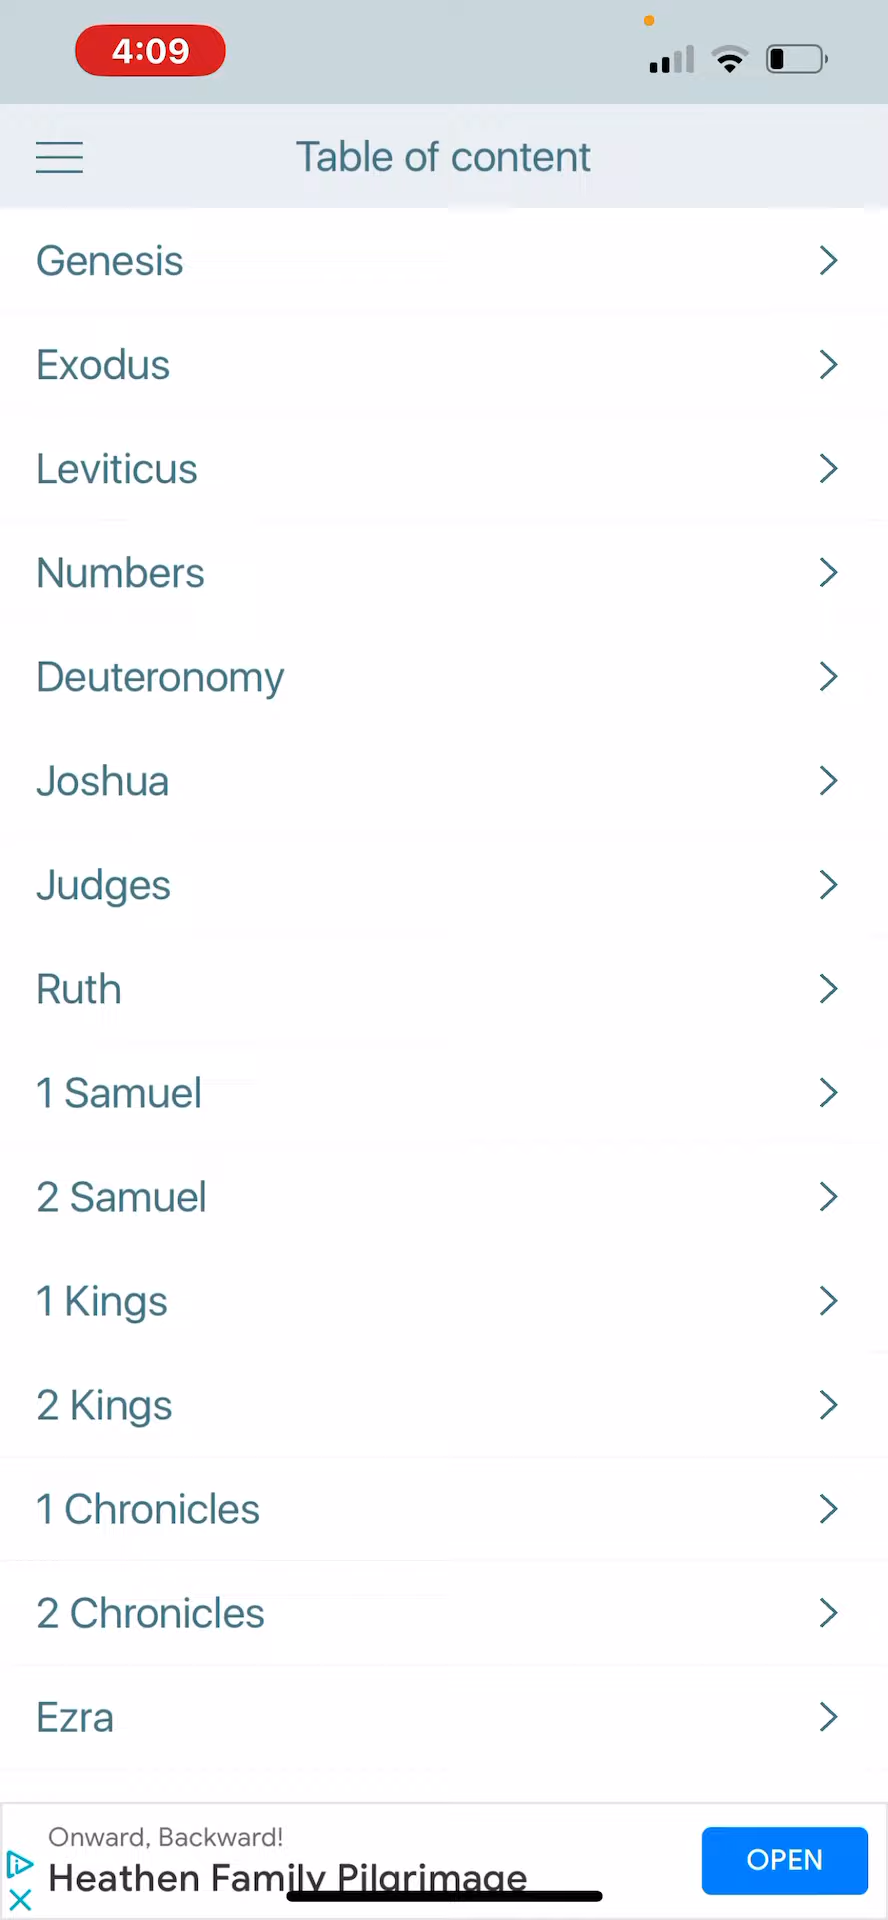 4:09
Table of content
Genesis
Exodus
Leviticus
Numbers
Deuteronomy
Joshua
Judges
Ruth
1 Samuel
2 Samuel
1 Kings
2 Kings
1 Chronicles
2 Chronicles
Ezra
Onward, Backward!
Heathen Family Pilgrimage
OPEN